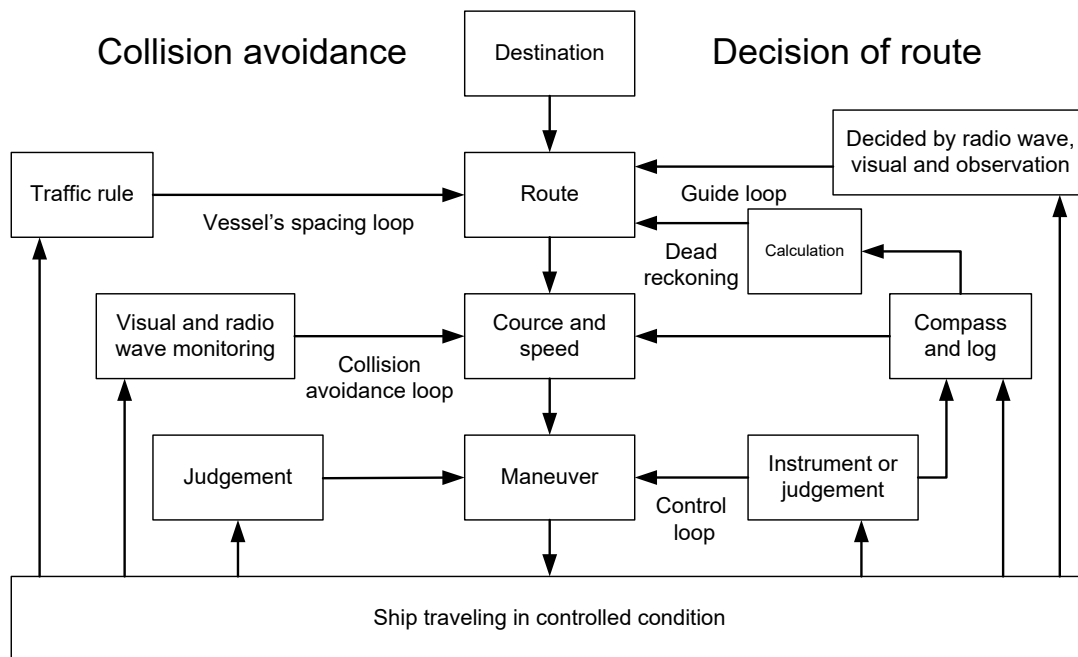 Collision avoidance
Destination
Decision of route
Decided by radio wave,
visual and observation
Traffic rule
Route
Guide loop
Vessel's spacing loop
Dead
reckoning
Calculation
Visual and radio
wave monitoring
Cource and
speed
Compass
and log
Collision
avoidance loop
Judgement
Maneuver
Instrument or
judgement
Control
loop
Ship traveling in controlled condition